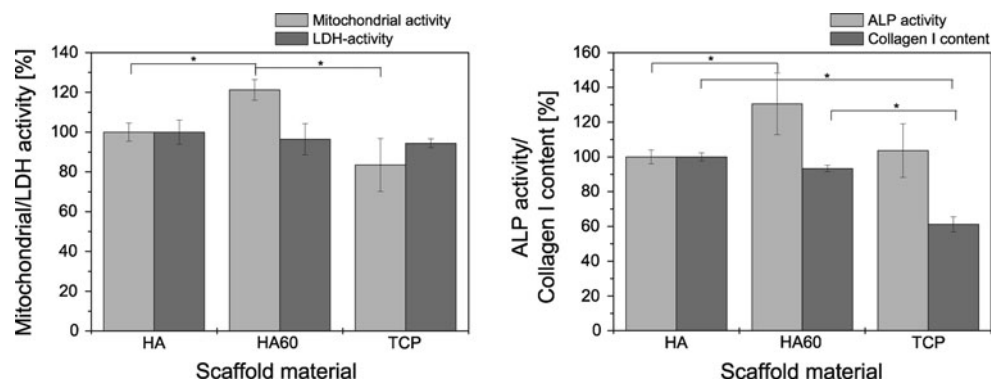 Mitochondrial activity
LDH-activity
Mitochondrial/LDH activity [%]
140
120
100
80
60
40
20
0
*
*
HA
HA60
TCP
Scaffold material
ALP activity
Collagen I content
ALP activity/
Collagen I content [%]
160
140
120
100
80
60
40
20
0
*
*
*
HA
HA60
TCP
Scaffold material